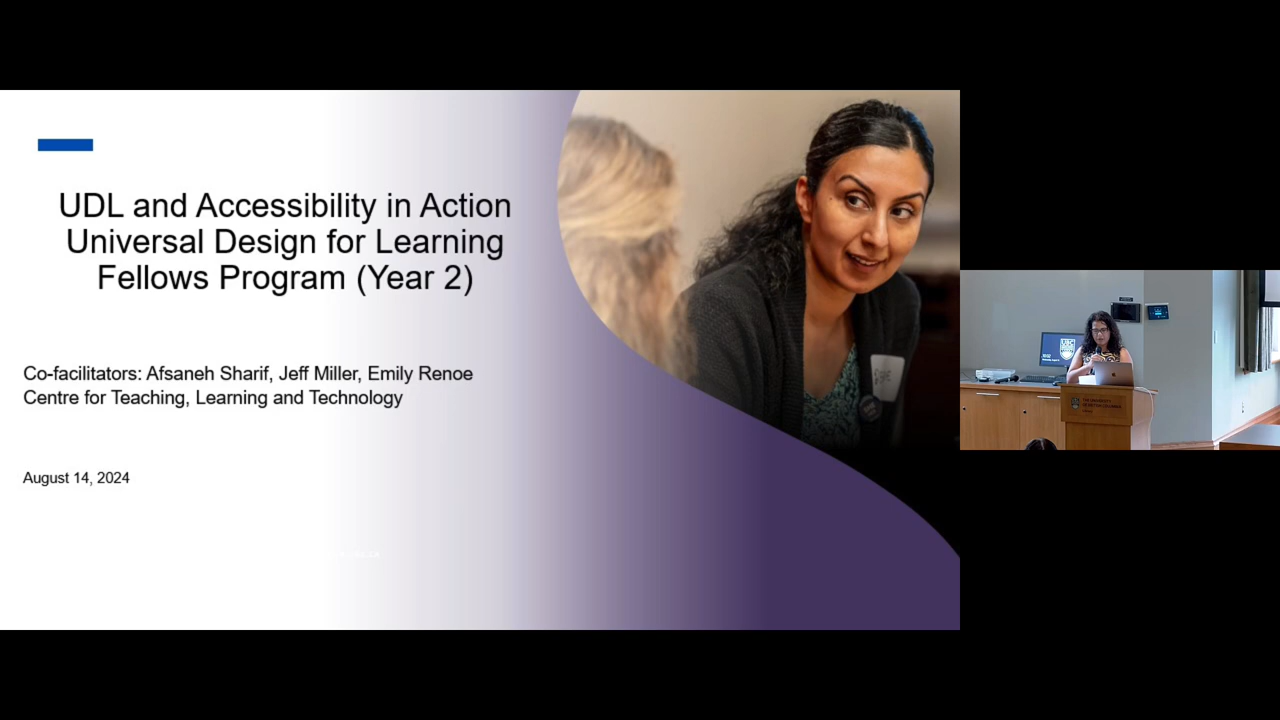 UDL and Accessibility in Action
Universal Design for Learning
Fellows Program (Year 2)
Co-facilitators: Afsaneh Sharif, Jeff Miller, Emily Renoe
Centre for Teaching, Learning and Technology
August 14, 2024
UBC